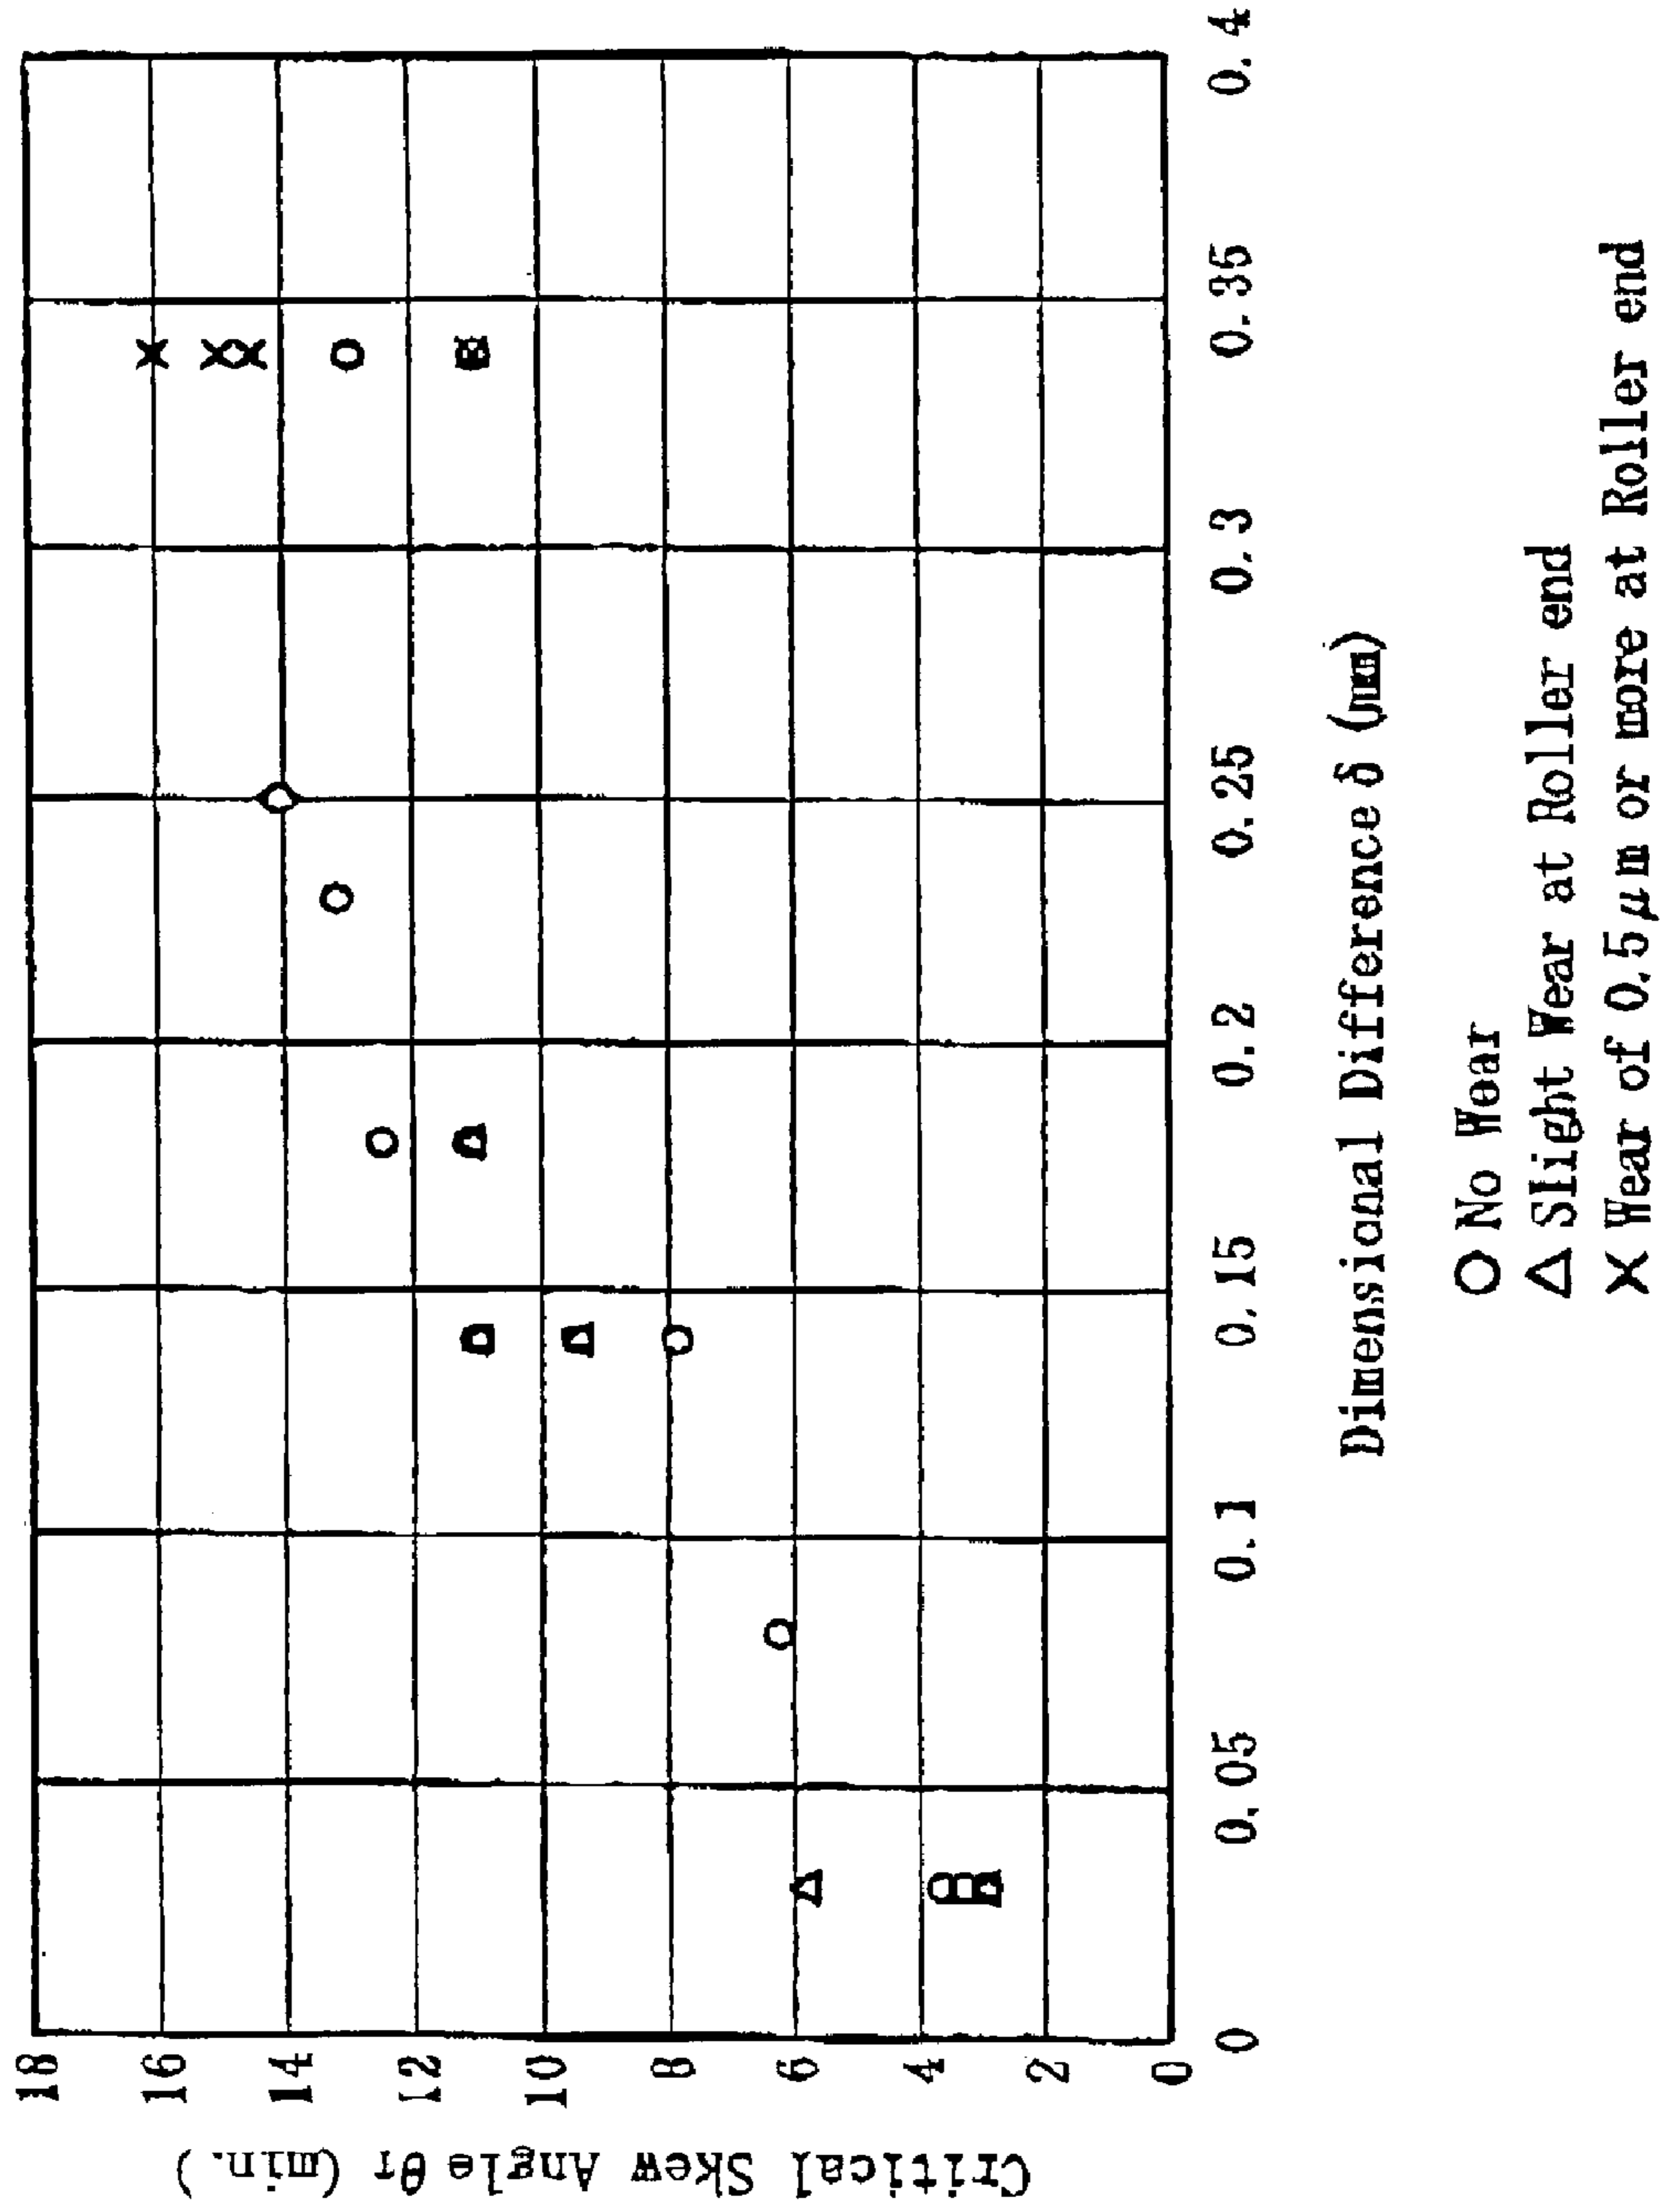 18
16
14
12
10
8
6
4
2
0
Critical Skew Angle θr (min.)
0 0.05 0.1 0.15 0.2 0.25 0.3 0.35 0.4
Dimensional Difference δ (mm)
O No Wear
Δ Slight Wear at Roller end
X Wear of 0.5μm or more at Roller end